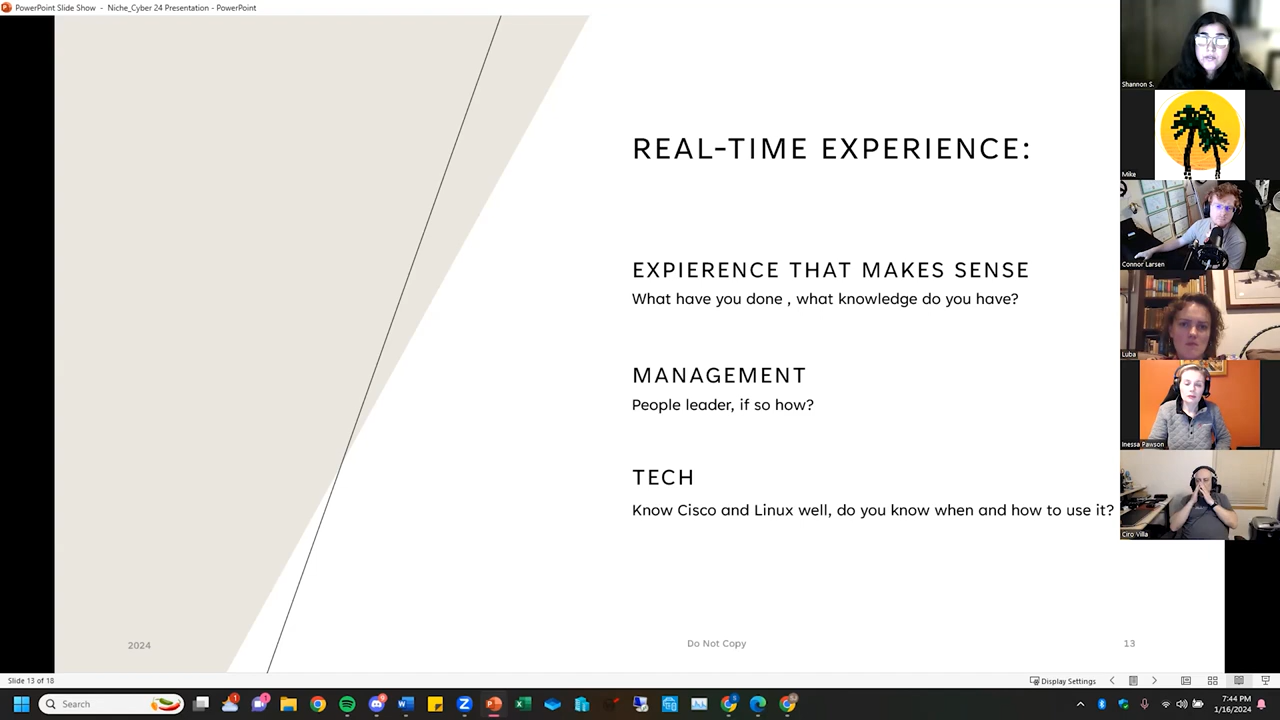 PowerPoint Slide Show - Niche_Cyber 24 Presentation - PowerPoint
Shannon S.
Mike
Connor Larsen
Luba
Inessa Pawson
Ciro Villa
REAL-TIME EXPERIENCE:
EXPIERENCE THAT MAKES SENSE
What have you done , what knowledge do you have?
MANAGEMENT
People leader, if so how?
TECH
Know Cisco and Linux well, do you know when and how to use it?
2024
Do Not Copy
13
Slide 13 of 18
Display Settings
Search
7:44 PM
1/16/2024